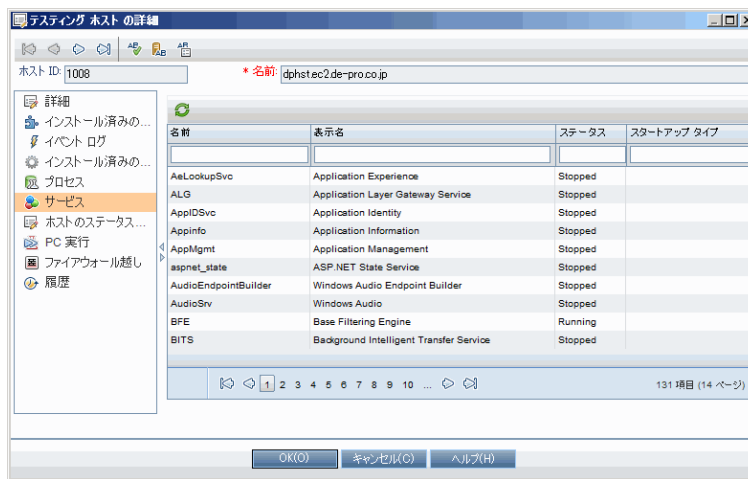 テスティング ホスト の詳細
ホスト ID: 1008
* 名前: dphst.ec2.de-pro.co.jp
詳細
インストール済みの...
イベント ログ
インストール済みの...
プロセス
サービス
ホストのステータス...
PC 実行
ファイアウォール越し
履歴
名前 表示名 ステータス スタートアップ タイプ
AeLookupSvc Application Experience Stopped
ALG Application Layer Gateway Service Stopped
AppIDSvc Application Identity Stopped
Appinfo Application Information Stopped
AppMgmt Application Management Stopped
aspnet_state ASP.NET State Service Stopped
AudioEndpointBuilder Windows Audio Endpoint Builder Stopped
AudioSrv Windows Audio Stopped
BFE Base Filtering Engine Running
BITS Background Intelligent Transfer Service Stopped
1 2 3 4 5 6 7 8 9 10 ... 131 項目 (14 ページ)
OK(O) キャンセル(C) ヘルプ(H)